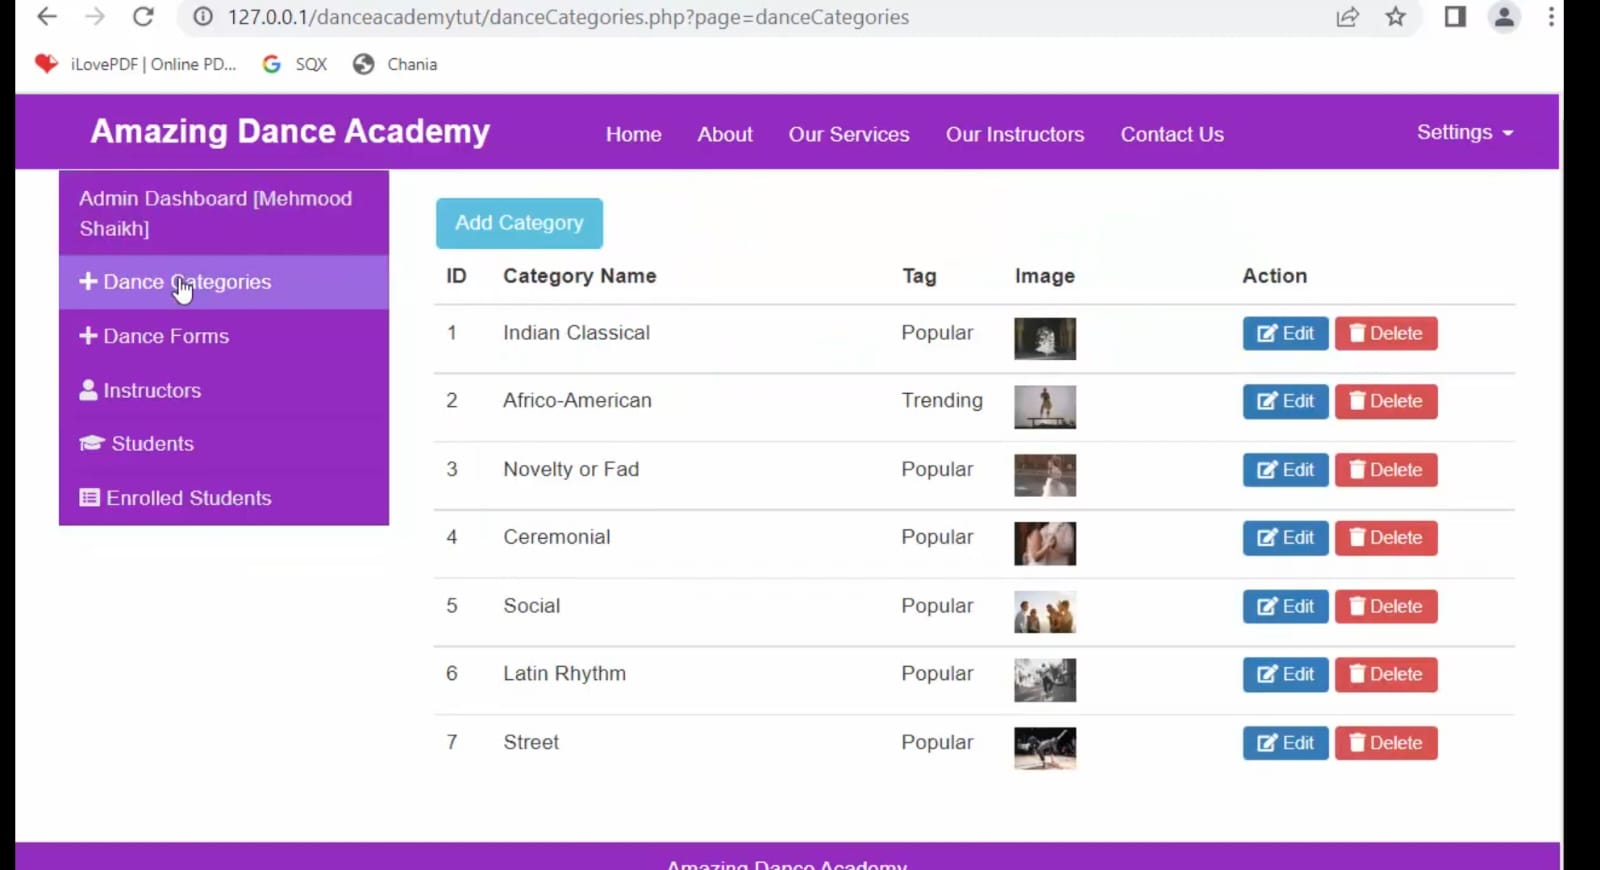 127.0.0.1/danceacademytut/danceCategories.php?page=danceCategories
iLovePDF | Online PD... SQX Chania
Amazing Dance Academy Home About Our Services Our Instructors Contact Us Settings
Admin Dashboard [Mehmood
Shaikh]
Dance Categories
Dance Forms
Instructors
Students
Enrolled Students
Add Category
ID Category Name Tag Image Action
1 Indian Classical Popular Edit Delete
2 Africo-American Trending Edit Delete
3 Novelty or Fad Popular Edit Delete
4 Ceremonial Popular Edit Delete
5 Social Popular Edit Delete
6 Latin Rhythm Popular Edit Delete
7 Street Popular Edit Delete
Amazing Dance Academy